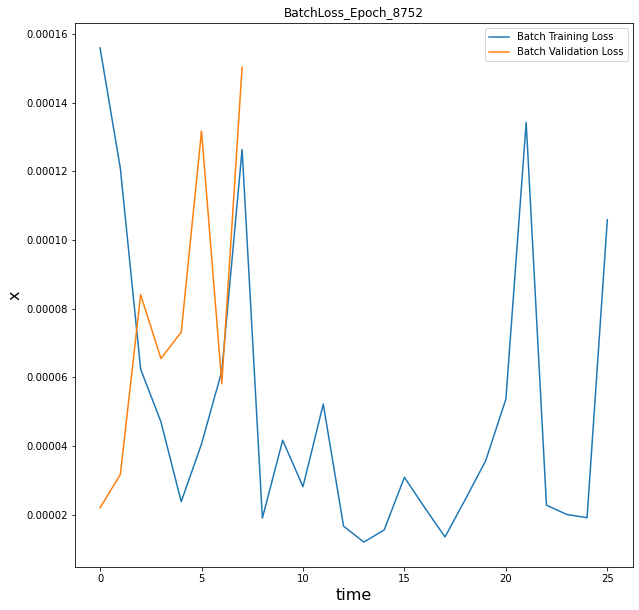 BatchLoss_Epoch_8752
Batch Training Loss
Batch Validation Loss
0.00016
0.00014
0.00012
0.00010
0.00008
0.00006
0.00004
0.00002
x
0 5 10 15 20 25
time